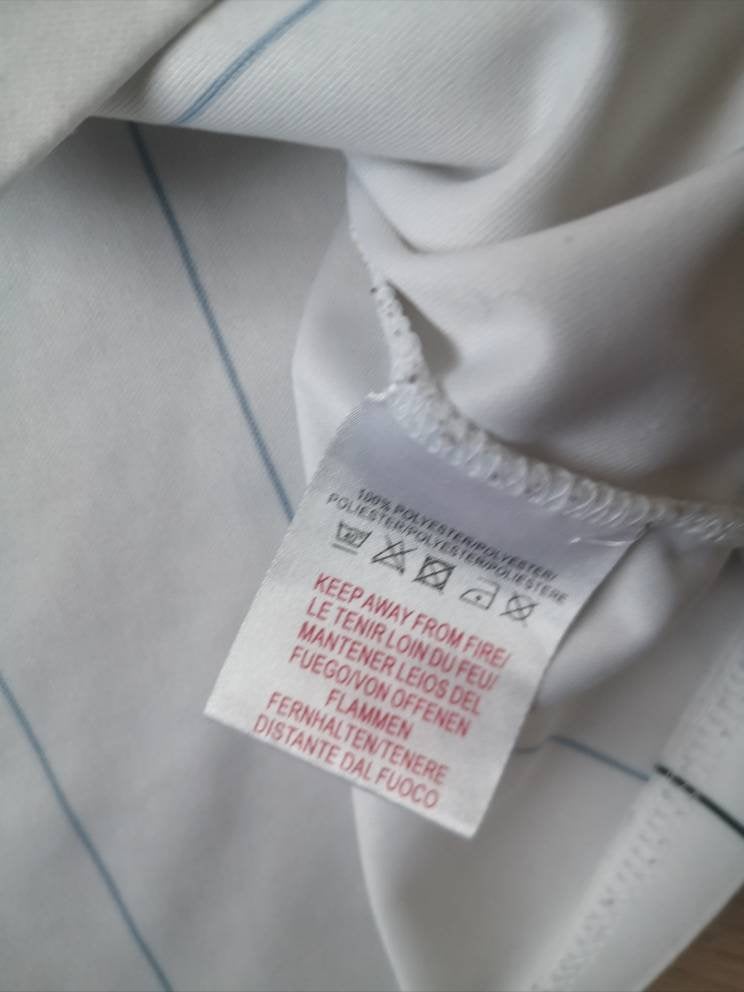 100% POLYESTER/POLYESTER/
POLIESTER/POLYESTER/POLIESTERE
KEEP AWAY FROM FIRE/
LE TENIR LOIN DU FEU/
MANTENER LEIOS DEL
FUEGO/VON OFFENEN
FLAMMEN
FERNHALTEN/TENERE
DISTANTE DAL FUOCO